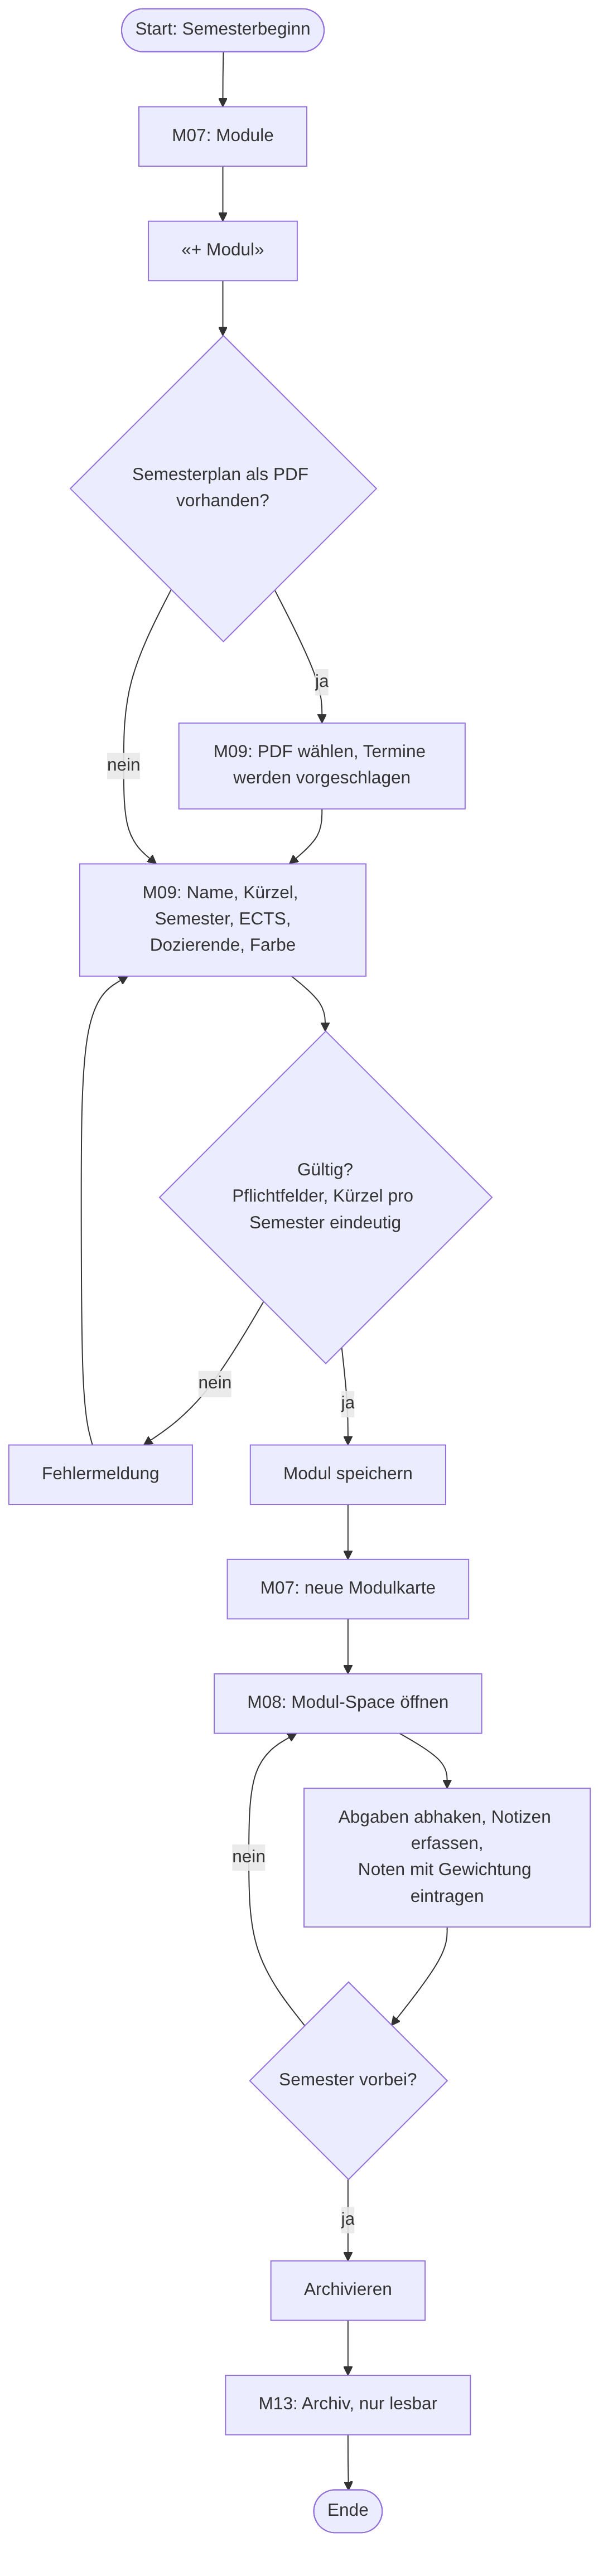 Start: Semesterbeginn
M07: Module
«+ Modul»
Semesterplan als PDF
vorhanden?
ja
nein
M09: PDF wählen, Termine
werden vorgeschlagen
M09: Name, Kürzel,
Semester, ECTS,
Dozierende, Farbe
Gültig?
Pflichtfelder, Kürzel pro
Semester eindeutig
nein
ja
Fehlermeldung
Modul speichern
M07: neue Modulkarte
M08: Modul-Space öffnen
Abgaben abhaken, Notizen
erfassen,
Noten mit Gewichtung
eintragen
nein
Semester vorbei?
ja
Archivieren
M13: Archiv, nur lesbar
Ende